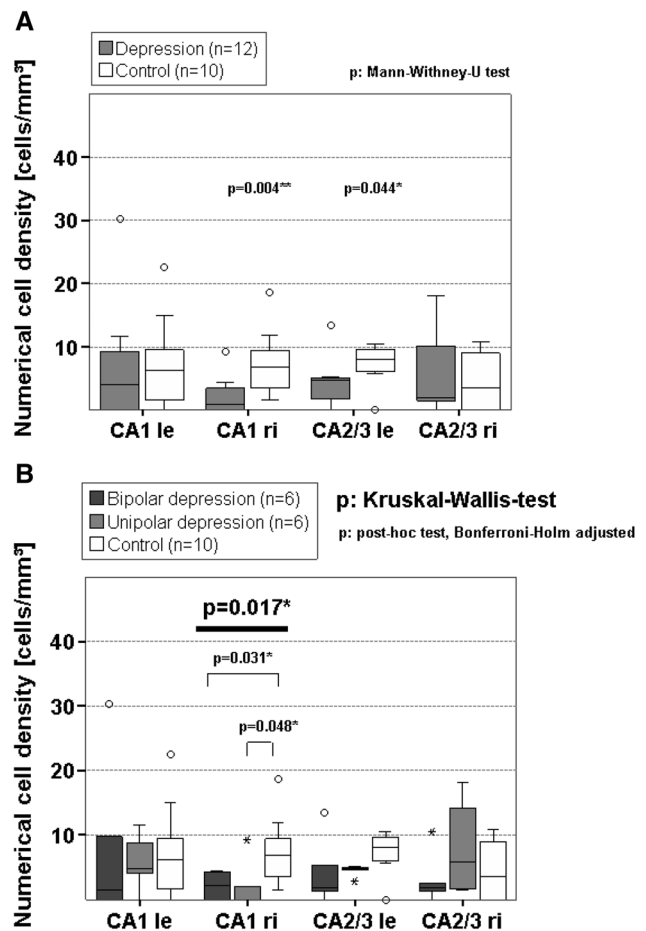 A
Depression (n=12)
Control (n=10)
p: Mann-Withney-U test
Numerical cell density [cells/mm³]
40
30
20
10
p=0.004**
p=0.044*
CA1 le
CA1 ri
CA2/3 le
CA2/3 ri
B
Bipolar depression (n=6)
Unipolar depression (n=6)
Control (n=10)
p: Kruskal-Wallis-test
p: post-hoc test, Bonferroni-Holm adjusted
Numerical cell density [cells/mm³]
40
30
20
10
p=0.017*
p=0.031*
p=0.048*
CA1 le
CA1 ri
CA2/3 le
CA2/3 ri